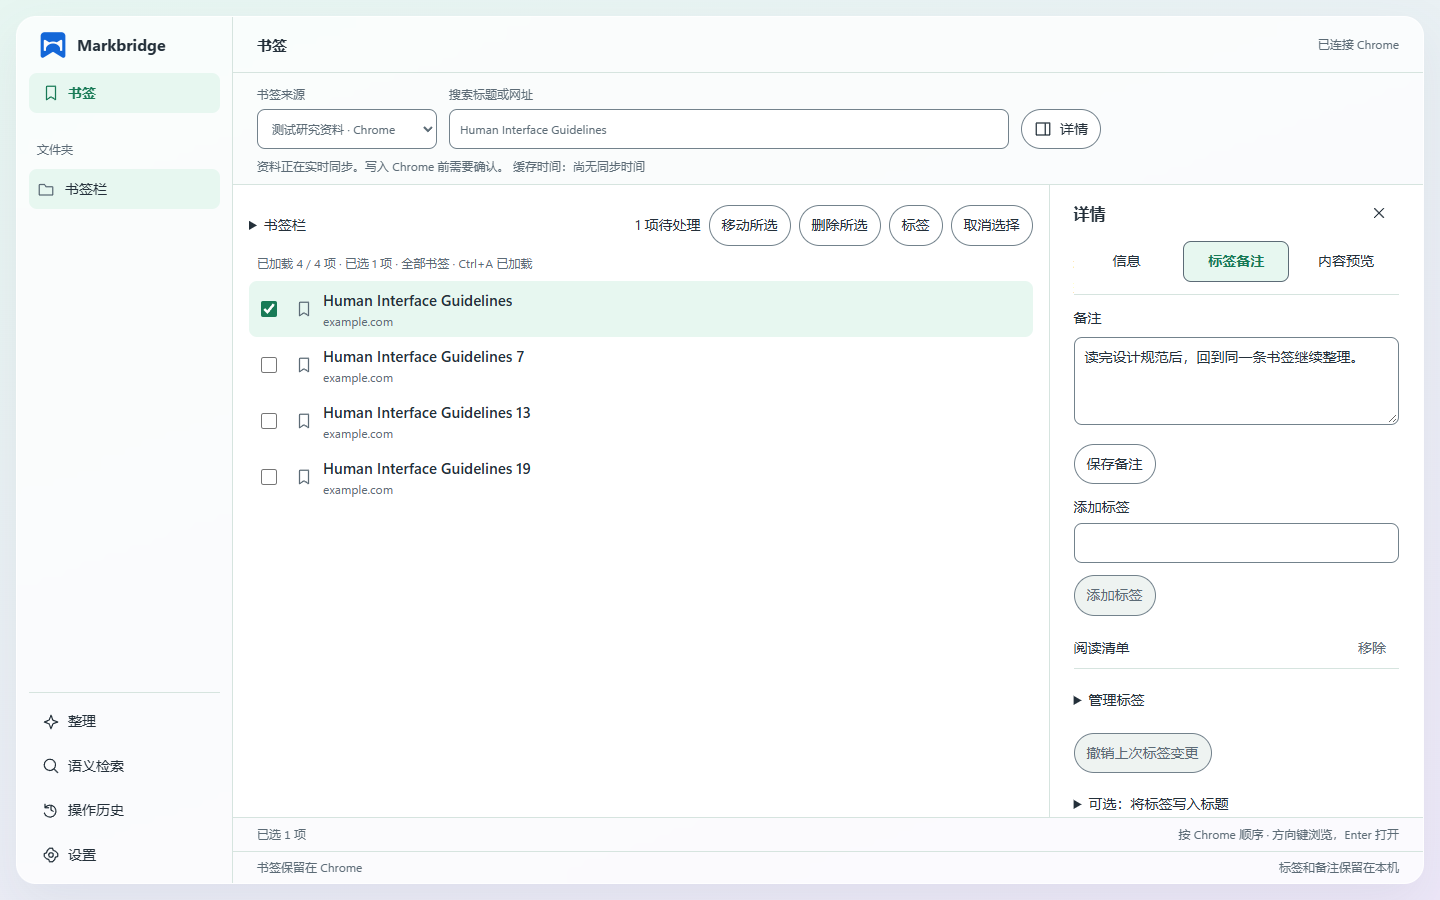 Markbridge
书签
文件夹
书签栏
整理
语义检索
操作历史
设置
书签
已连接 Chrome
书签来源
搜索标题或网址
测试研究资料 · Chrome
Human Interface Guidelines
详情
资料正在实时同步。写入 Chrome 前需要确认。 缓存时间：尚无同步时间
书签栏
1 项待处理
移动所选
删除所选
标签
取消选择
已加载 4 / 4 项 · 已选 1 项 · 全部书签 · Ctrl+A 已加载
Human Interface Guidelines
example.com
Human Interface Guidelines 7
example.com
Human Interface Guidelines 13
example.com
Human Interface Guidelines 19
example.com
详情
信息
标签备注
内容预览
备注
读完设计规范后，回到同一条书签继续整理。
保存备注
添加标签
添加标签
阅读清单
移除
管理标签
撤销上次标签变更
可选：将标签写入标题
已选 1 项
按 Chrome 顺序 · 方向键浏览，Enter 打开
书签保留在 Chrome
标签和备注保留在本机